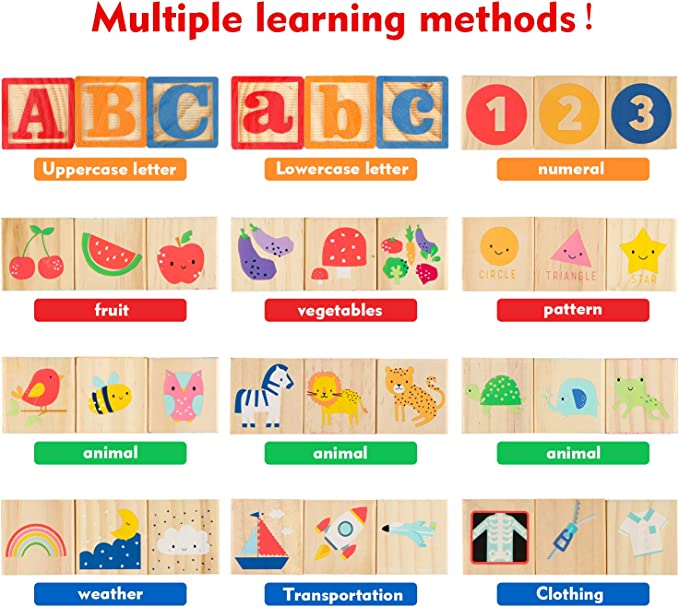 Multiple learning methods!
A B C a b c 1 2 3
Uppercase letter Lowercase letter numeral
CIRCLE TRIANGLE STAR
fruit vegetables pattern
animal animal animal
weather Transportation Clothing